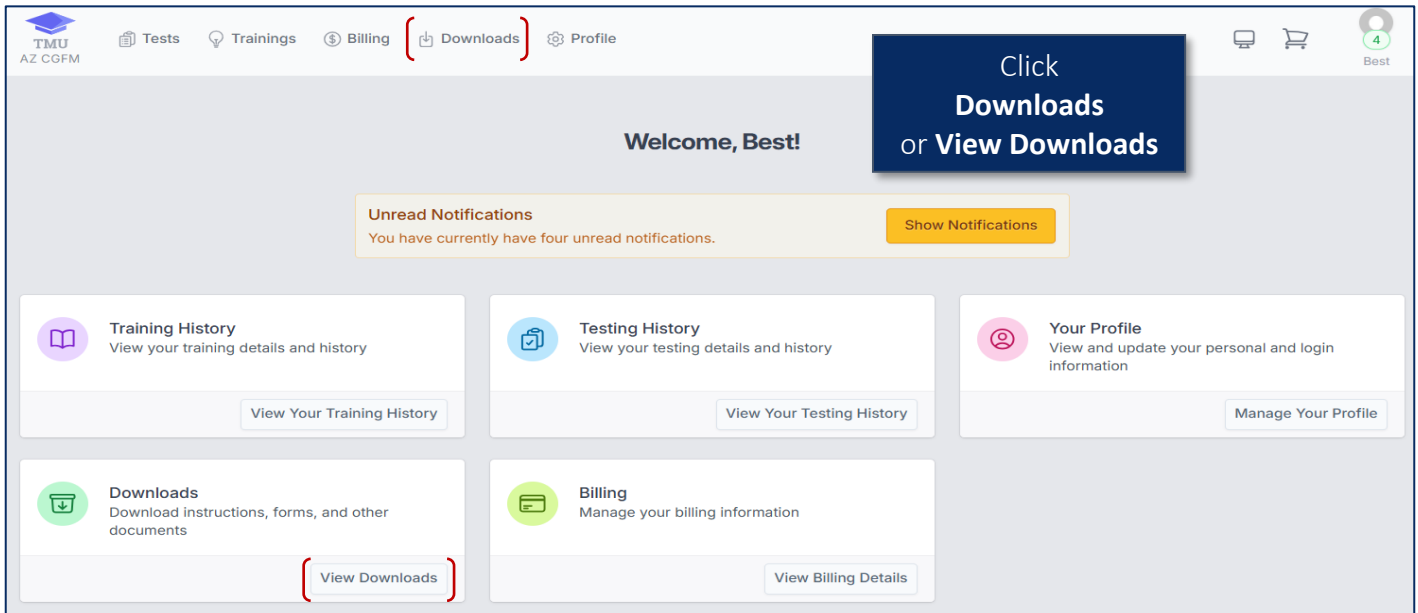 TMU
AZ CGFM
Tests
Trainings
Billing
Downloads
Profile
4
Best
Click
Downloads
or View Downloads
Welcome, Best!
Unread Notifications
You have currently have four unread notifications.
Show Notifications
Training History
View your training details and history
View Your Training History
Testing History
View your testing details and history
View Your Testing History
Your Profile
View and update your personal and login
information
Manage Your Profile
Downloads
Download instructions, forms, and other
documents
View Downloads
Billing
Manage your billing information
View Billing Details